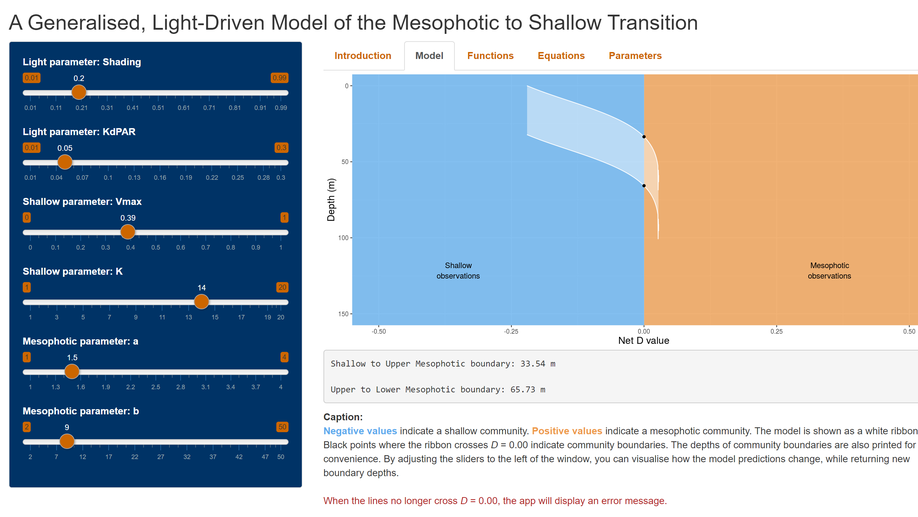 A Generalised, Light-Driven Model of the Mesophotic to Shallow Transition
Light parameter: Shading
0.01 0.2 0.99
0.01 0.11 0.21 0.31 0.41 0.51 0.61 0.71 0.81 0.91 0.99
Light parameter: KdPAR
0.01 0.05 0.3
0.01 0.04 0.07 0.1 0.13 0.16 0.19 0.22 0.25 0.28 0.3
Shallow parameter: Vmax
0 0.39 1
0 0.1 0.2 0.3 0.4 0.5 0.6 0.7 0.8 0.9 1
Shallow parameter: K
1 14 20
1 3 5 7 9 11 13 15 17 19 20
Mesophotic parameter: a
1 1.5 4
1 1.3 1.6 1.9 2.2 2.5 2.8 3.1 3.4 3.7 4
Mesophotic parameter: b
2 9 50
2 7 12 17 22 27 32 37 42 47 50
Introduction Model Functions Equations Parameters
Depth (m)
0
50
100
150
Shallow
observations
Mesophotic
observations
-0.50 -0.25 0.00 0.25 0.50
Net D value
Shallow to Upper Mesophotic boundary: 33.54 m
Upper to Lower Mesophotic boundary: 65.73 m
Caption:
Negative values indicate a shallow community. Positive values indicate a mesophotic community. The model is shown as a white ribbon
Black points where the ribbon crosses D = 0.00 indicate community boundaries. The depths of community boundaries are also printed for
convenience. By adjusting the sliders to the left of the window, you can visualise how the model predictions change, while returning new
boundary depths.
When the lines no longer cross D = 0.00, the app will display an error message.